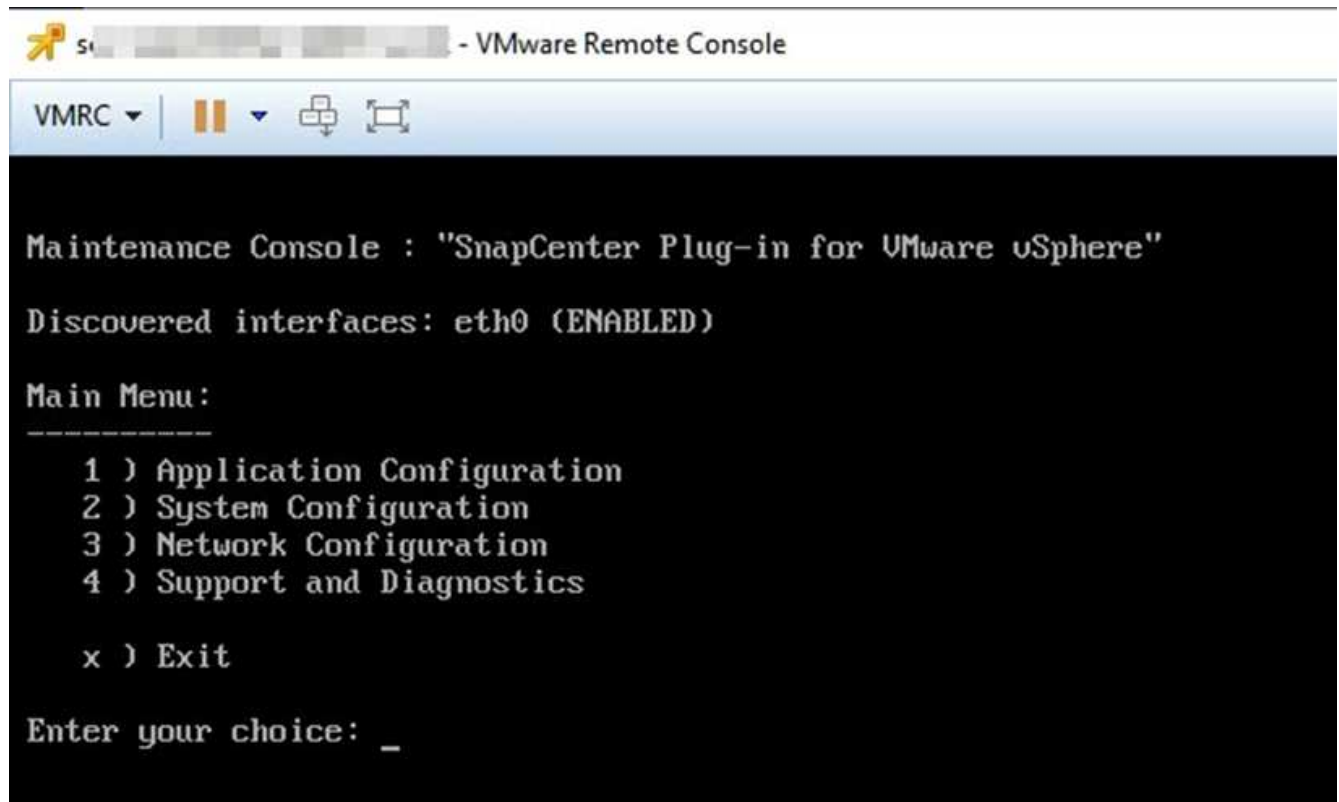 - VMware Remote Console
VMRC
Maintenance Console : "SnapCenter Plug-in for VMware vSphere"
Discovered interfaces: eth0 (ENABLED)
Main Menu:
----------
1 ) Application Configuration
2 ) System Configuration
3 ) Network Configuration
4 ) Support and Diagnostics
x ) Exit
Enter your choice: _